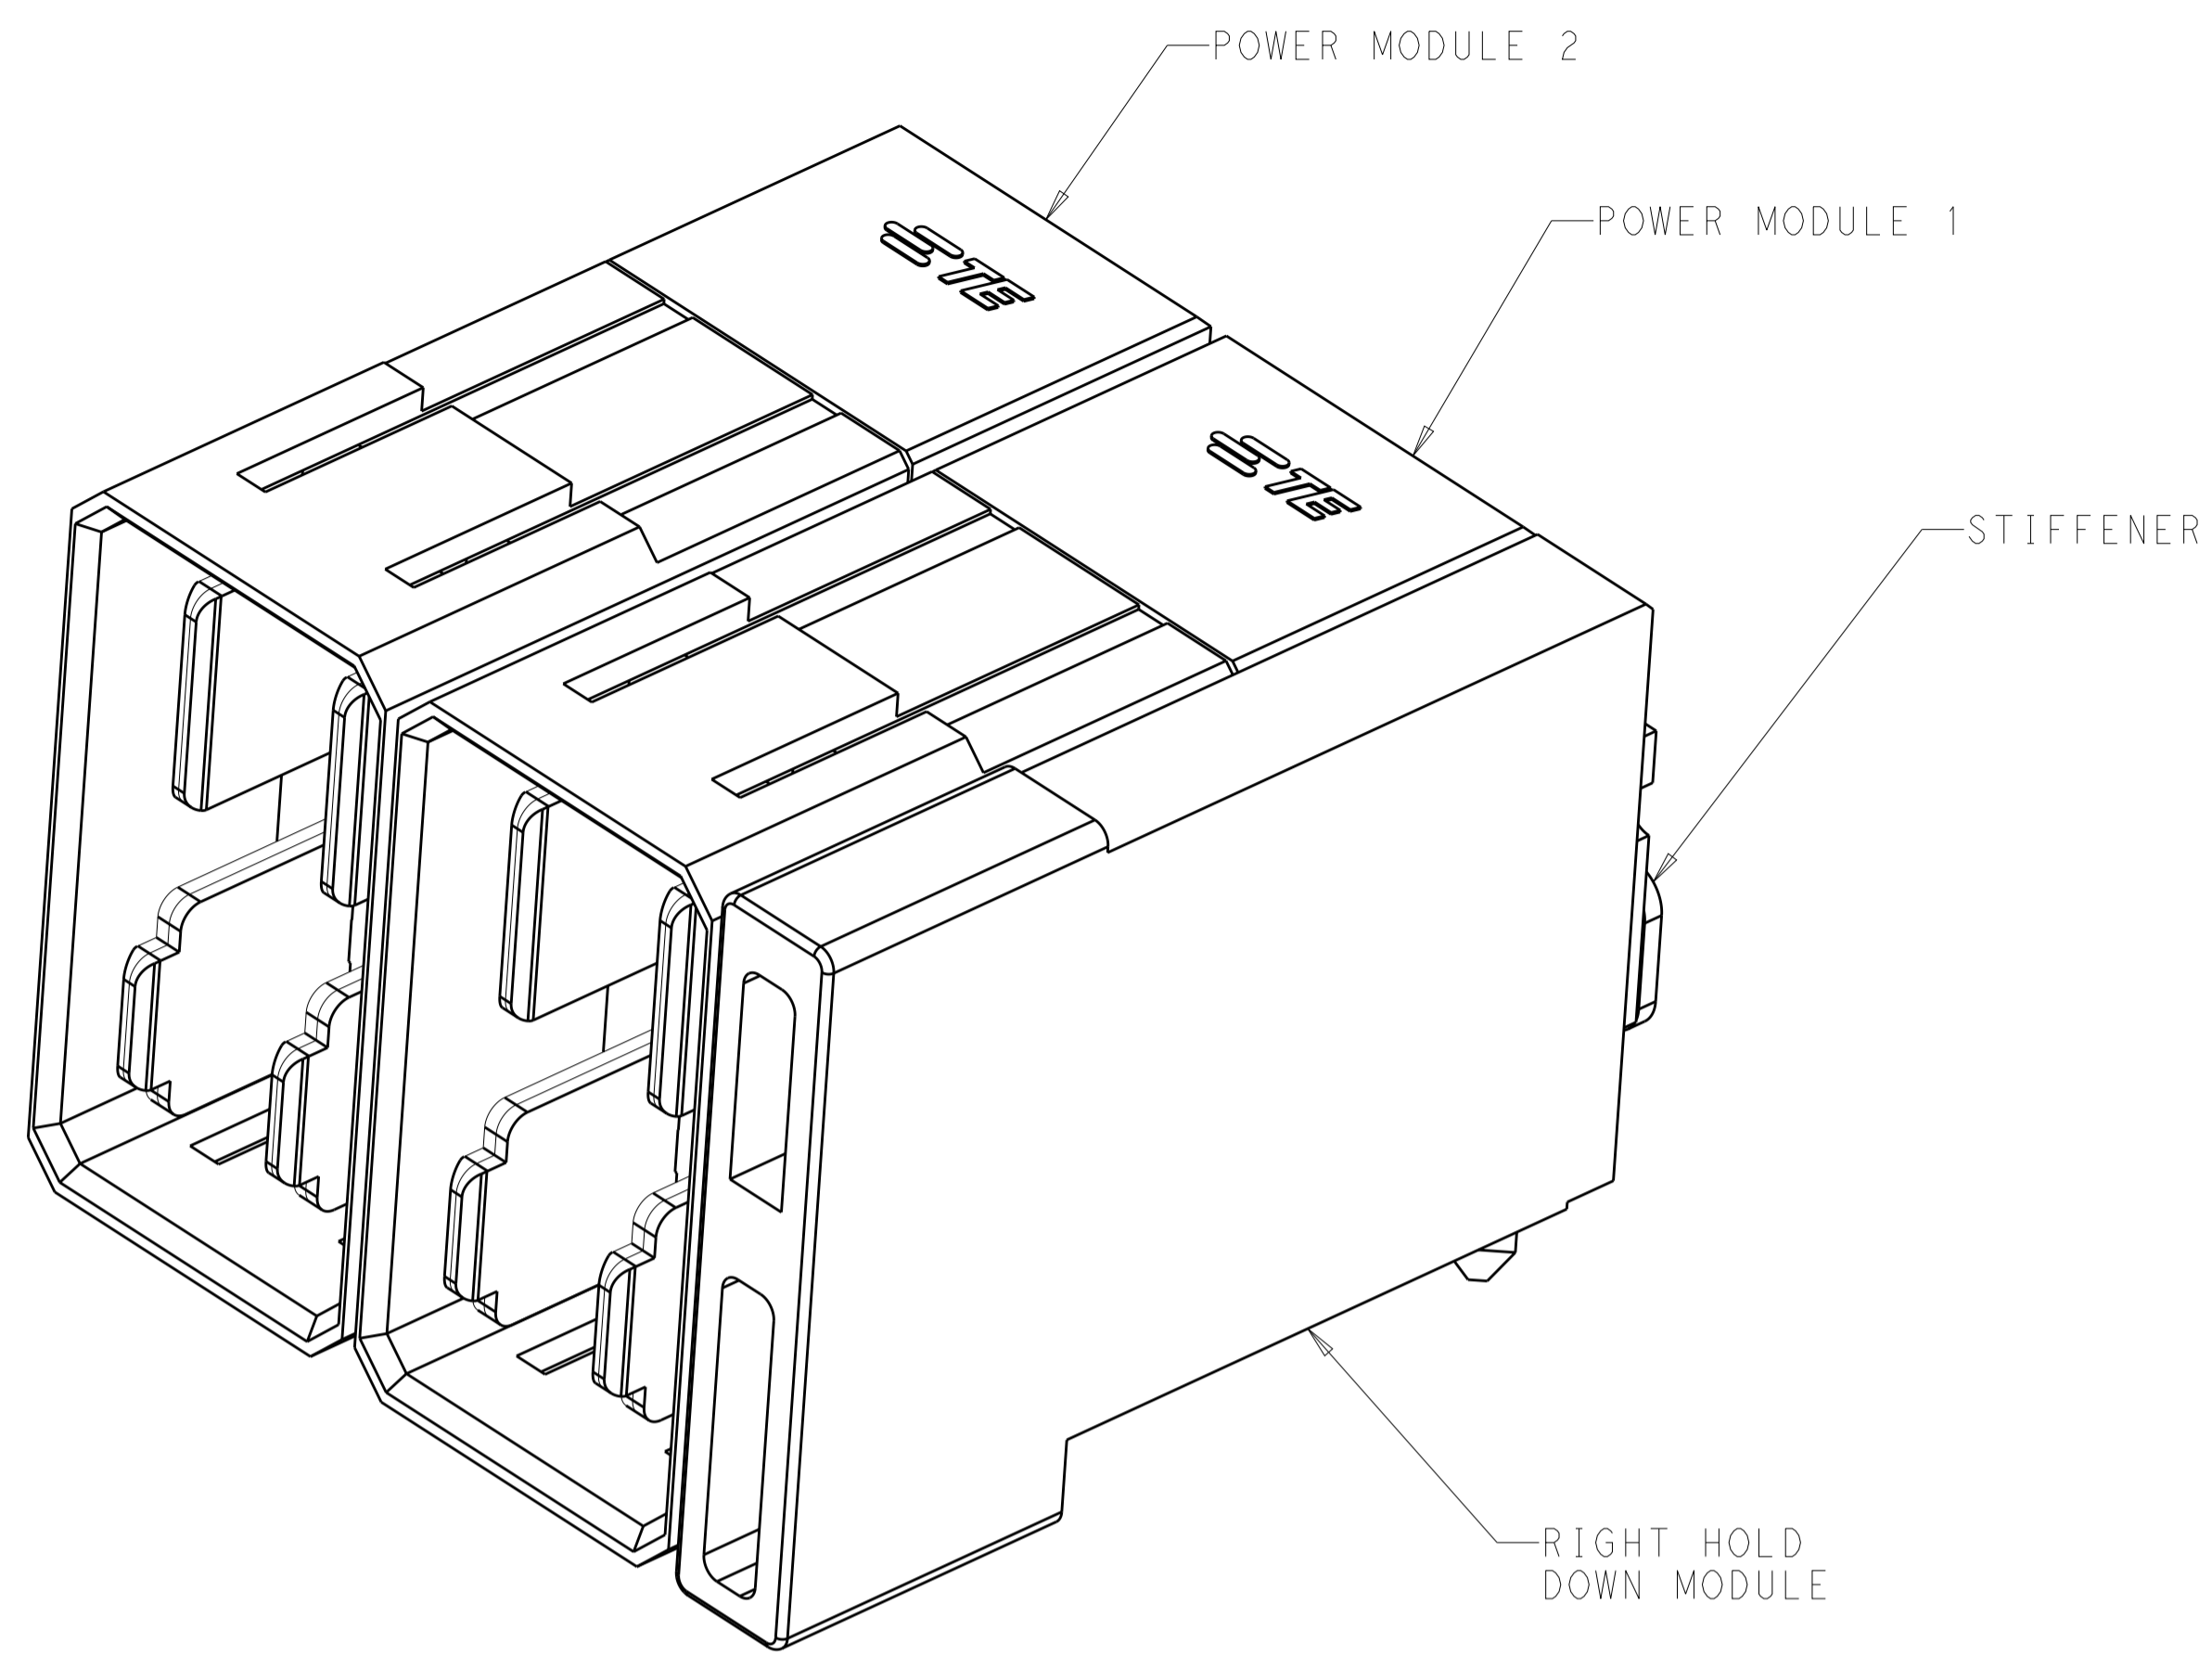 POWER MODULE 2
POWER MODULE 1
TE
TE
STIFFENER
RIGHT HOLD
DOWN MODULE